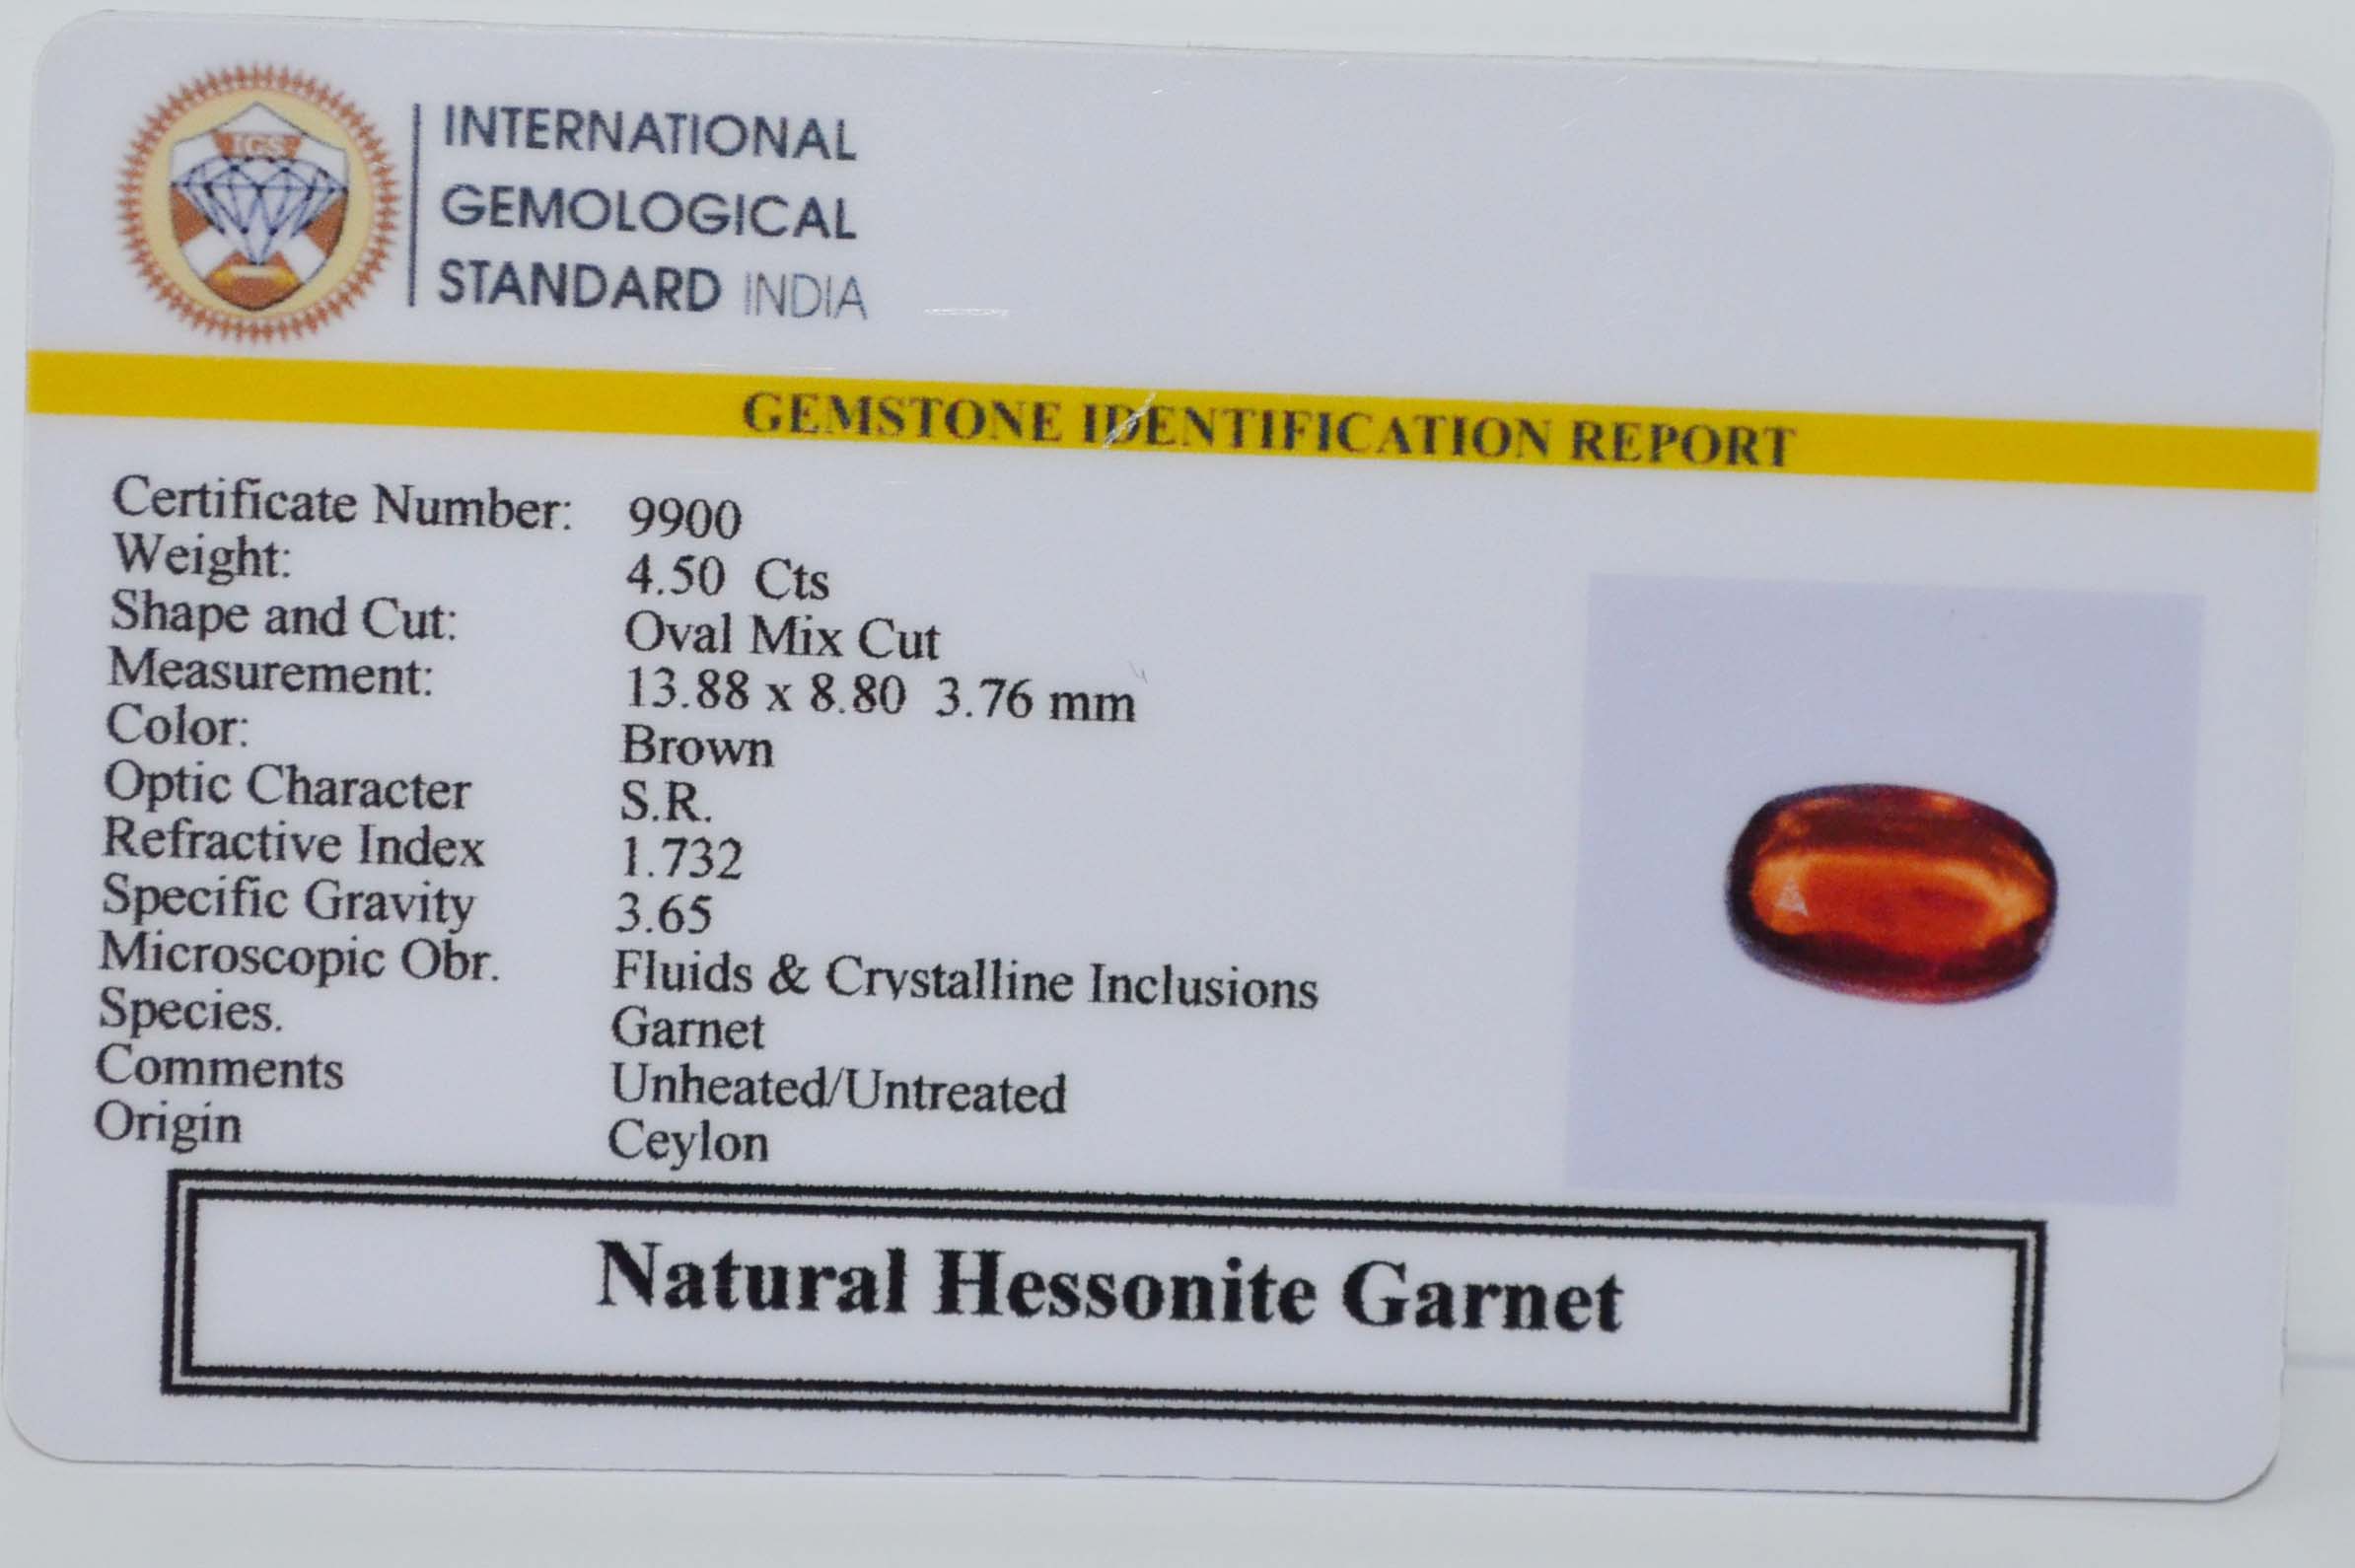 IGS
INTERNATIONAL
GEMOLOGICAL
STANDARD INDIA
GEMSTONE IDENTIFICATION REPORT
Certificate Number: 9900
Weight: 4.50 Cts
Shape and Cut: Oval Mix Cut
Measurement: 13.88 x 8.80 3.76 mm
Color: Brown
Optic Character S.R.
Refractive Index 1.732
Specific Gravity 3.65
Microscopic Obr. Fluids & Crystalline Inclusions
Species. Garnet
Comments Unheated/Untreated
Origin Ceylon
Natural Hessonite Garnet